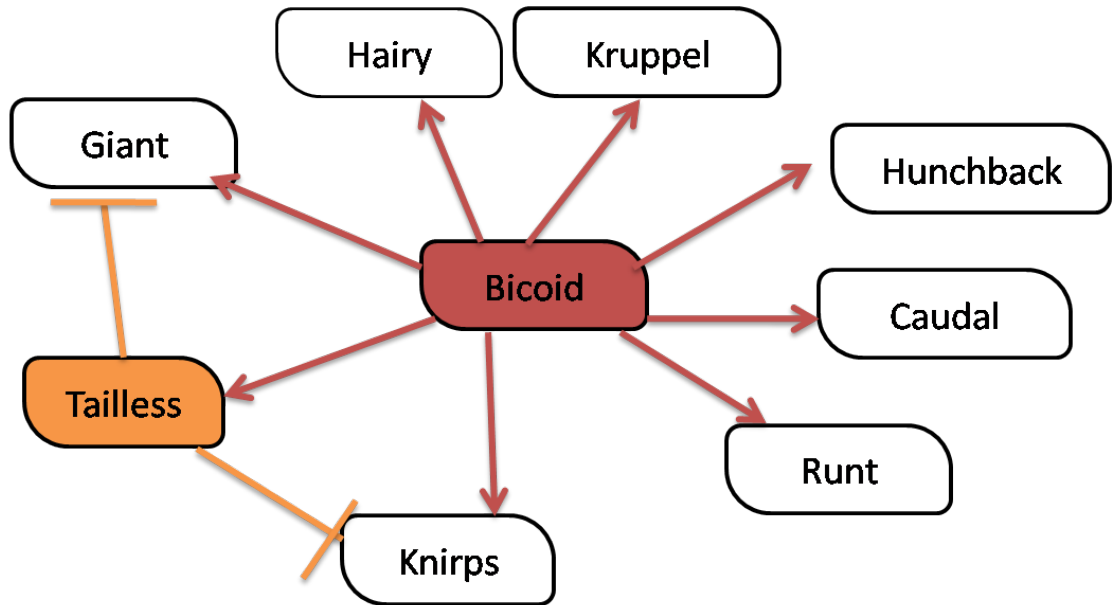 Hairy
Kruppel
Giant
Hunchback
Bicoid
Caudal
Tailless
Runt
Knirps